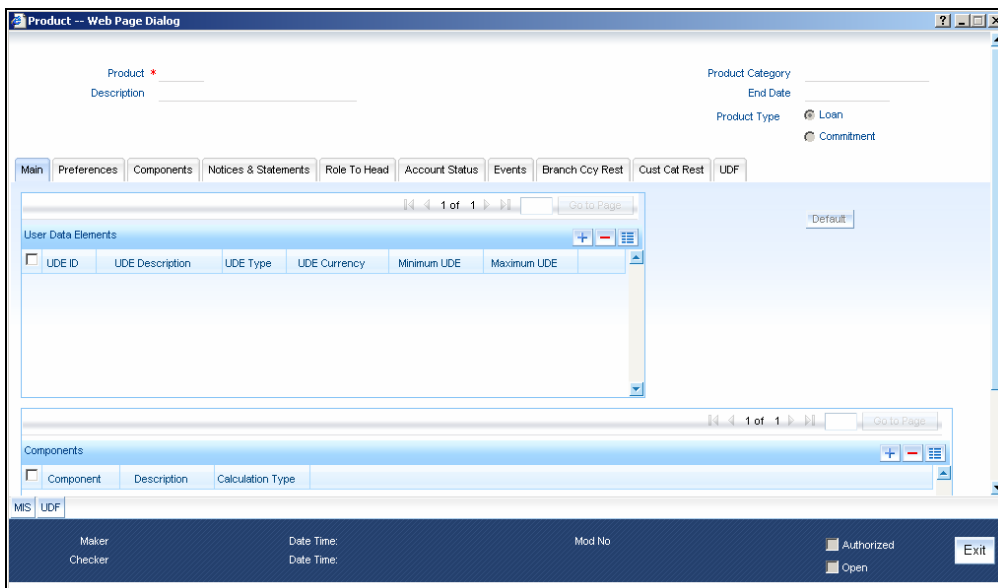 Product -- Web Page Dialog
Product *
Product Category
Description
End Date
Product Type
Loan
Commitment
Main Preferences Components Notices & Statements Role To Head Account Status Events Branch Ccy Rest Cust Cat Rest UDF
1 of 1 Go to Page
Default
User Data Elements
UDE ID UDE Description UDE Type UDE Currency Minimum UDE Maximum UDE
1 of 1 Go to Page
Components
Component Description Calculation Type
MIS UDF
Maker Date Time: Mod No Authorized
Checker Date Time: Open
Exit